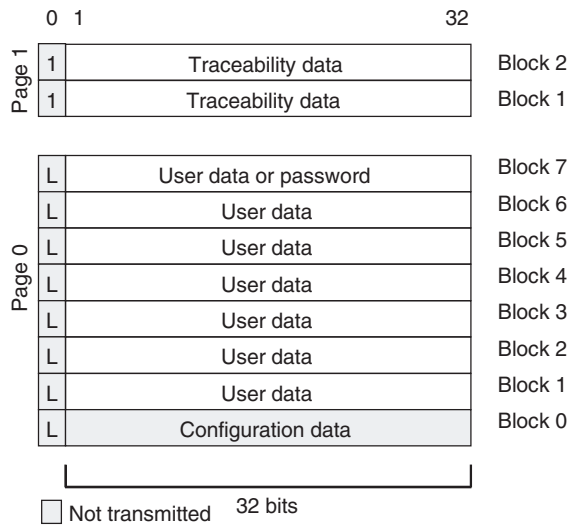 0 1 32
Page 1
1 Traceability data Block 2
1 Traceability data Block 1
Page 0
L User data or password Block 7
L User data Block 6
L User data Block 5
L User data Block 4
L User data Block 3
L User data Block 2
L User data Block 1
L Configuration data Block 0
32 bits
Not transmitted